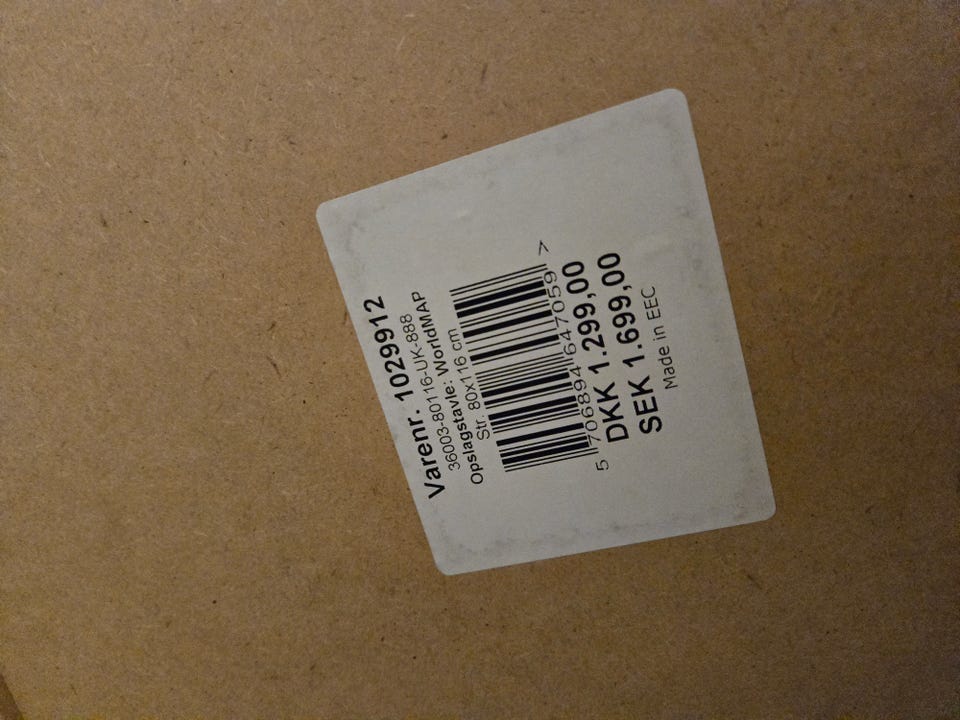 Varenr. 1029912
36003-80116-UK-888
Opslagstavle: WorldMAP
Str. 80x116 cm
5 706894 647059 >
DKK 1.299,00
SEK 1.699,00
Made in EEC